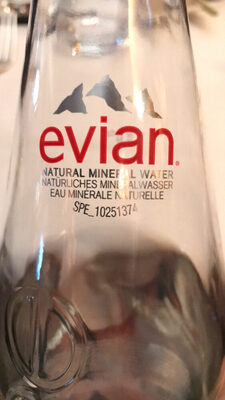 evian.
NATURAL MINERAL WATER
NATÜRLICHES MINERALWASSER
EAU MINÉRALE NATURELLE
SPE_10251374